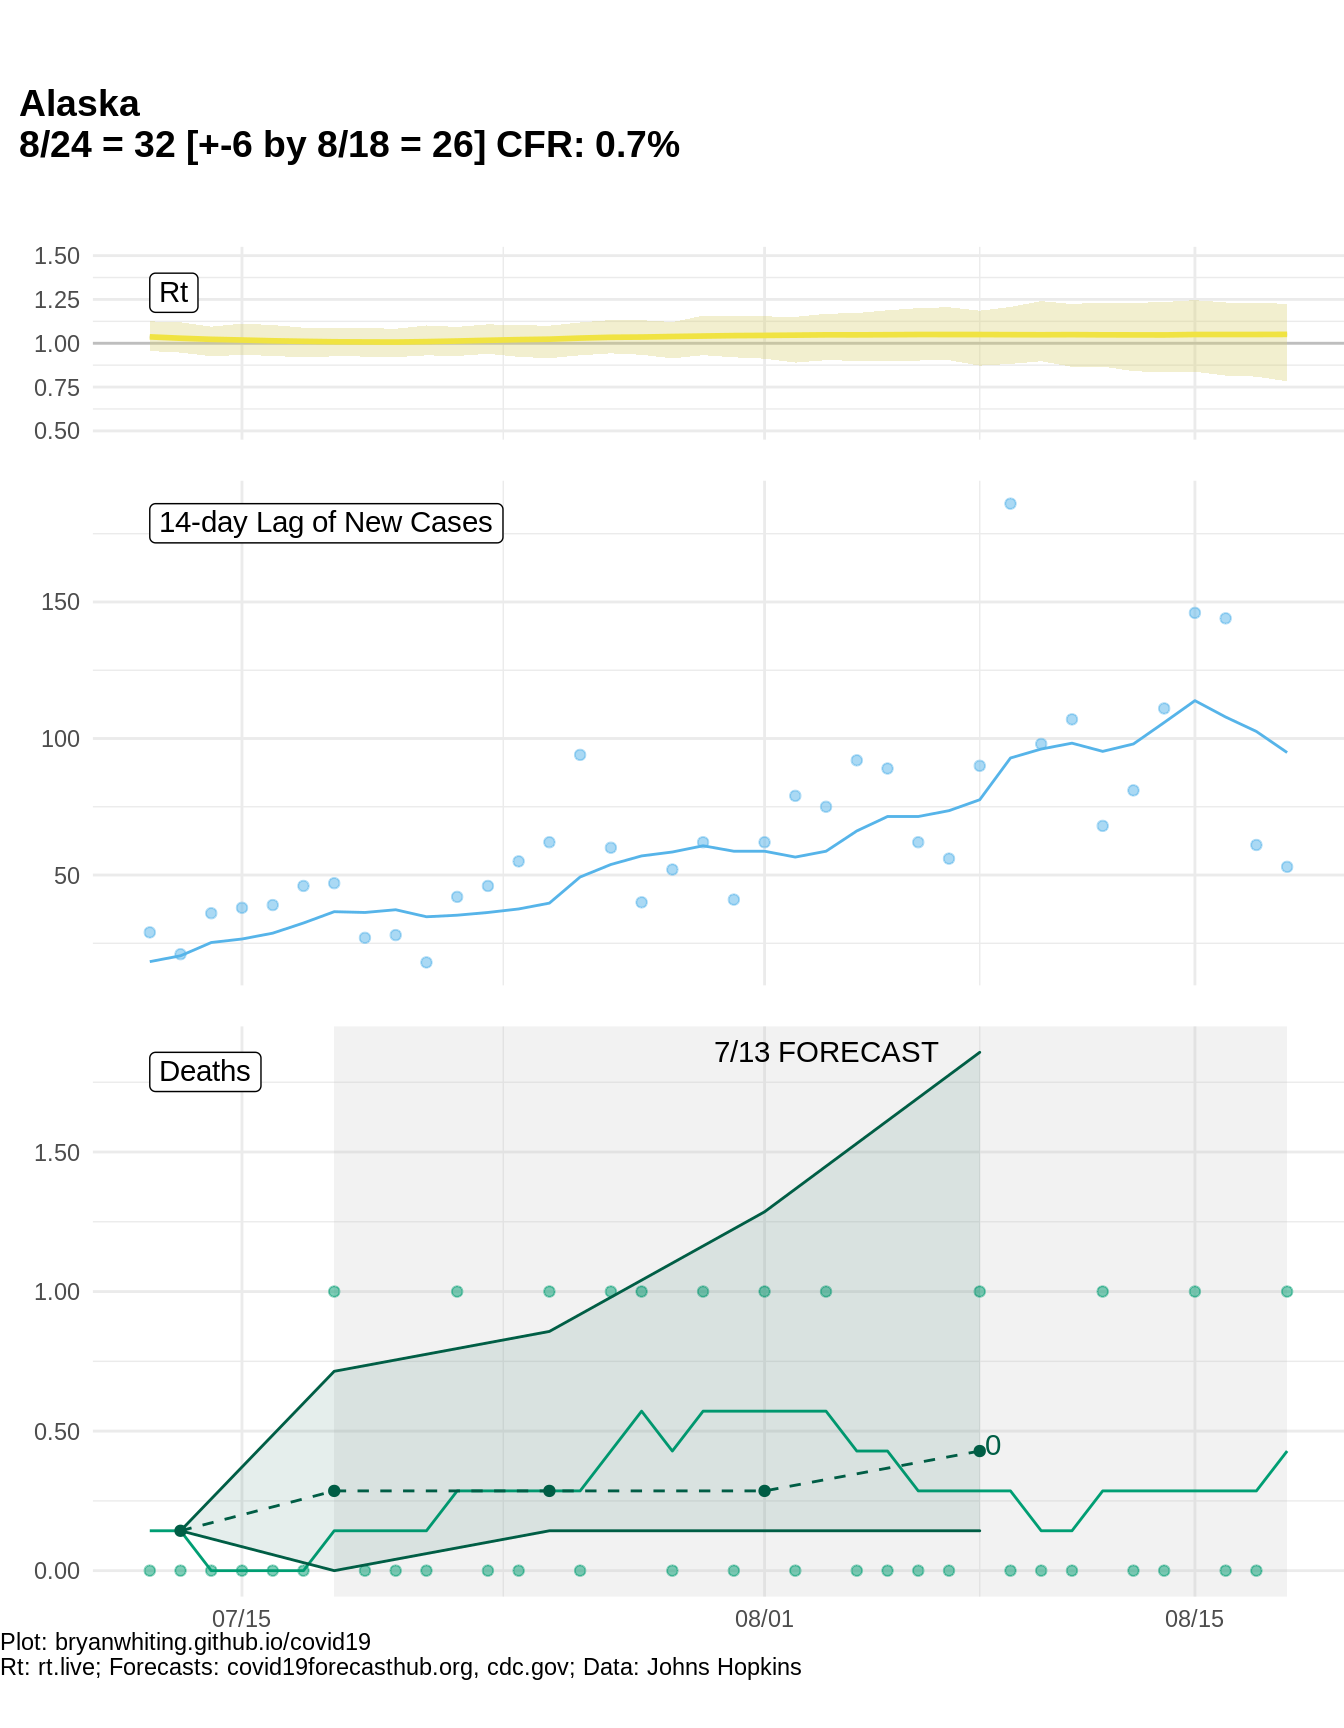 Alaska
8/24 = 32 [+-6 by 8/18 = 26] CFR: 0.7%
1.50
1.25
1.00
0.75
0.50
Rt
14-day Lag of New Cases
150
100
50
Deaths
7/13 FORECAST
1.50
1.00
0.50
0.00
0
07/15
08/01
08/15
Plot: bryanwhiting.github.io/covid19
Rt: rt.live; Forecasts: covid19forecasthub.org, cdc.gov; Data: Johns Hopkins